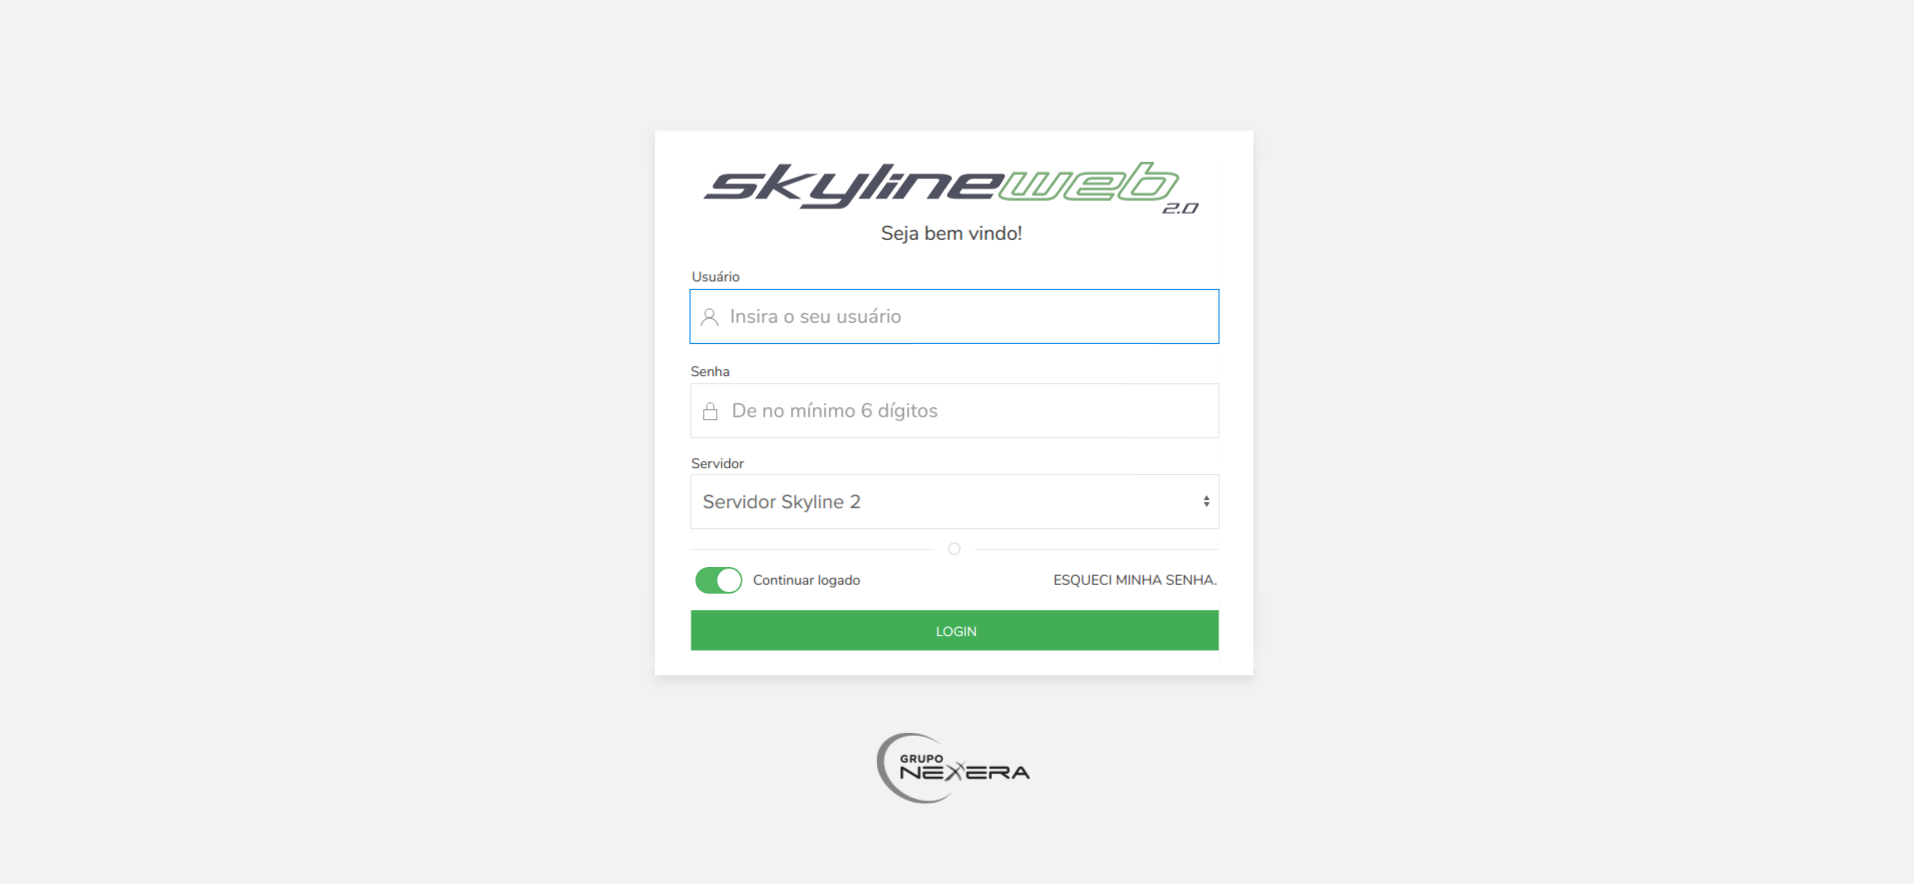 skylineweb
2.0
Seja bem vindo!
Usuário
Insira o seu usuário
Senha
De no mínimo 6 dígitos
Servidor
Servidor Skyline 2
Continuar logado
ESQUECI MINHA SENHA.
LOGIN
GRUPO
NEXERA